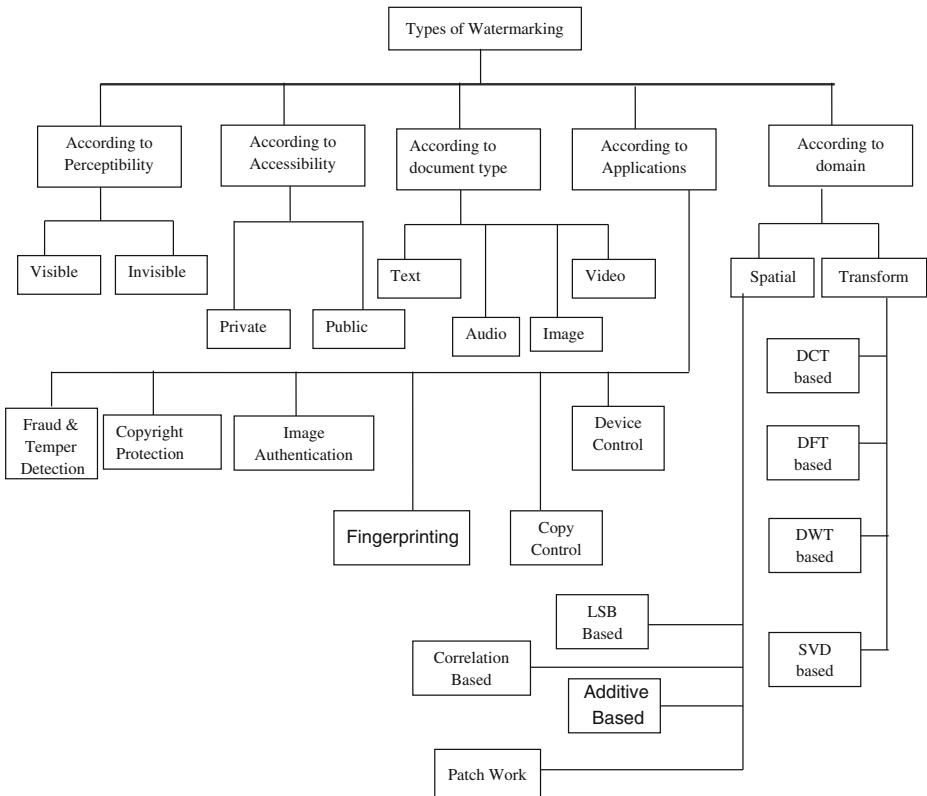 Types of Watermarking
According to
Perceptibility
According to
Accessibility
According to
document type
According to
Applications
According to
domain
Visible
Invisible
Text
Video
Spatial
Transform
Private
Public
Audio
Image
DCT
based
Fraud &
Temper
Detection
Copyright
Protection
Image
Authentication
Device
Control
DFT
based
Fingerprinting
Copy
Control
DWT
based
LSB
Based
Correlation
Based
SVD
based
Additive
Based
Patch Work